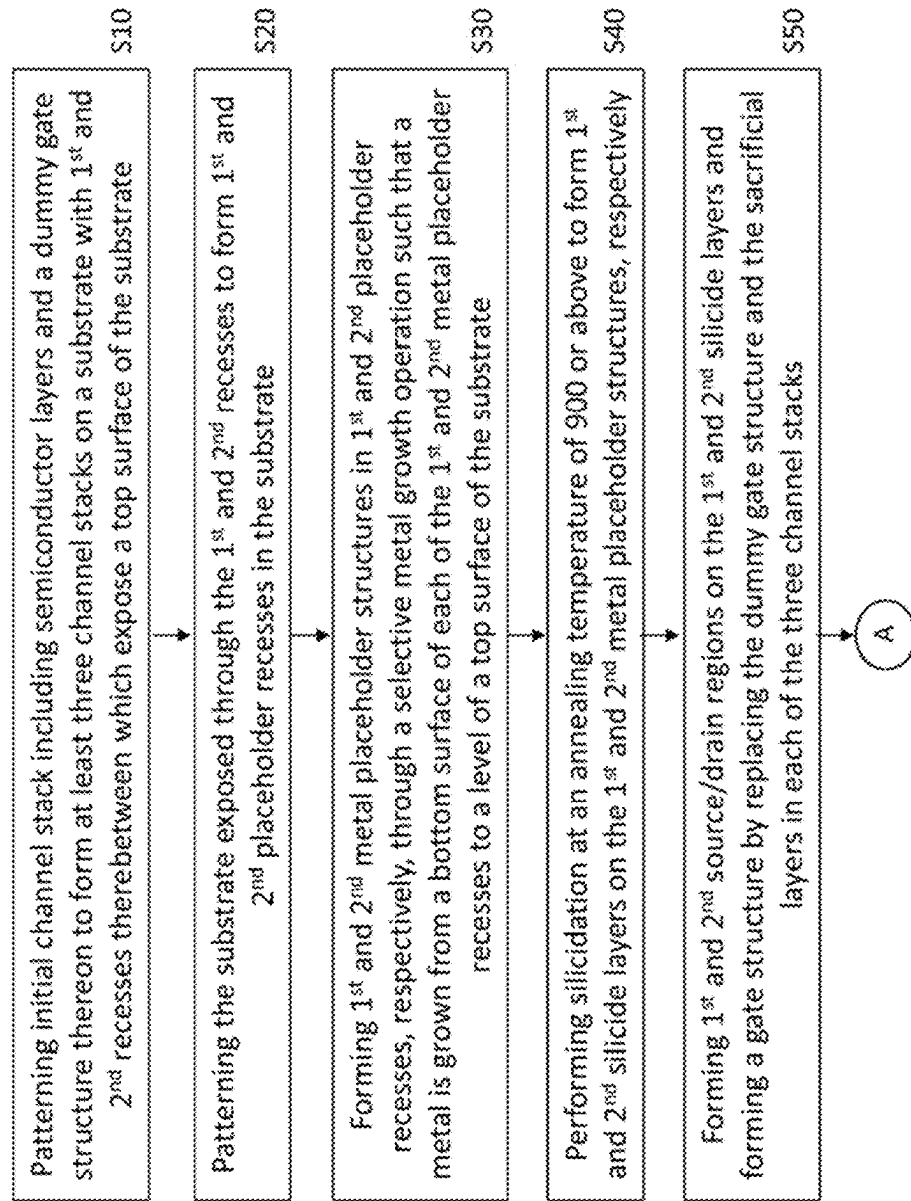 Patterning initial channel stack including semiconductor layers and a dummy gate
structure thereon to form at least three channel stacks on a substrate with 1st and
2nd recesses therebetween which expose a top surface of the substrate
S10
Patterning the substrate exposed through the 1st and 2nd recesses to form 1st and
2nd placeholder recesses in the substrate
S20
Forming 1st and 2nd metal placeholder structures in 1st and 2nd placeholder
recesses, respectively, through a selective metal growth operation such that a
metal is grown from a bottom surface of each of the 1st and 2nd metal placeholder
recesses to a level of a top surface of the substrate
S30
Performing silicidation at an annealing temperature of 900 or above to form 1st
and 2nd silicide layers on the 1st and 2nd metal placeholder structures, respectively
S40
Forming 1st and 2nd source/drain regions on the 1st and 2nd silicide layers and
forming a gate structure by replacing the dummy gate structure and the sacrificial
layers in each of the three channel stacks
S50
A